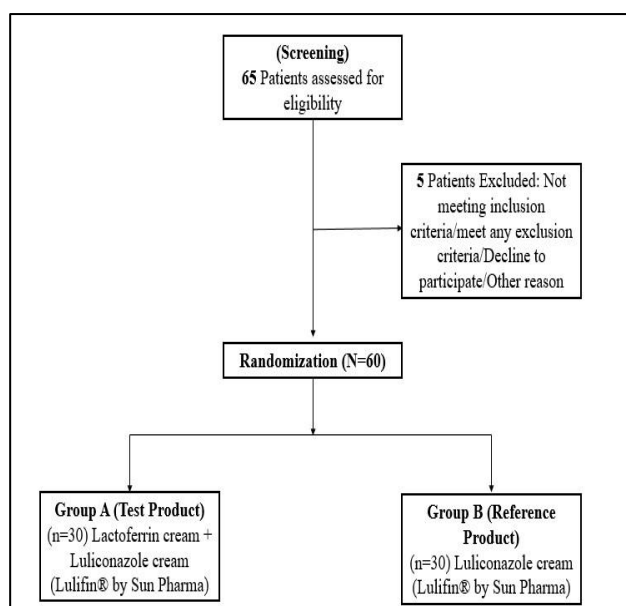 (Screening)
65 Patients assessed for
eligibility
5 Patients Excluded: Not
meeting inclusion
criteria/meet any exclusion
criteria/Decline to
participate/Other reason
Randomization (N=60)
Group A (Test Product)
(n=30) Lactoferrin cream +
Luliconazole cream
(Lulifin® by Sun Pharma)
Group B (Reference
Product)
(n=30) Luliconazole cream
(Lulifin® by Sun Pharma)